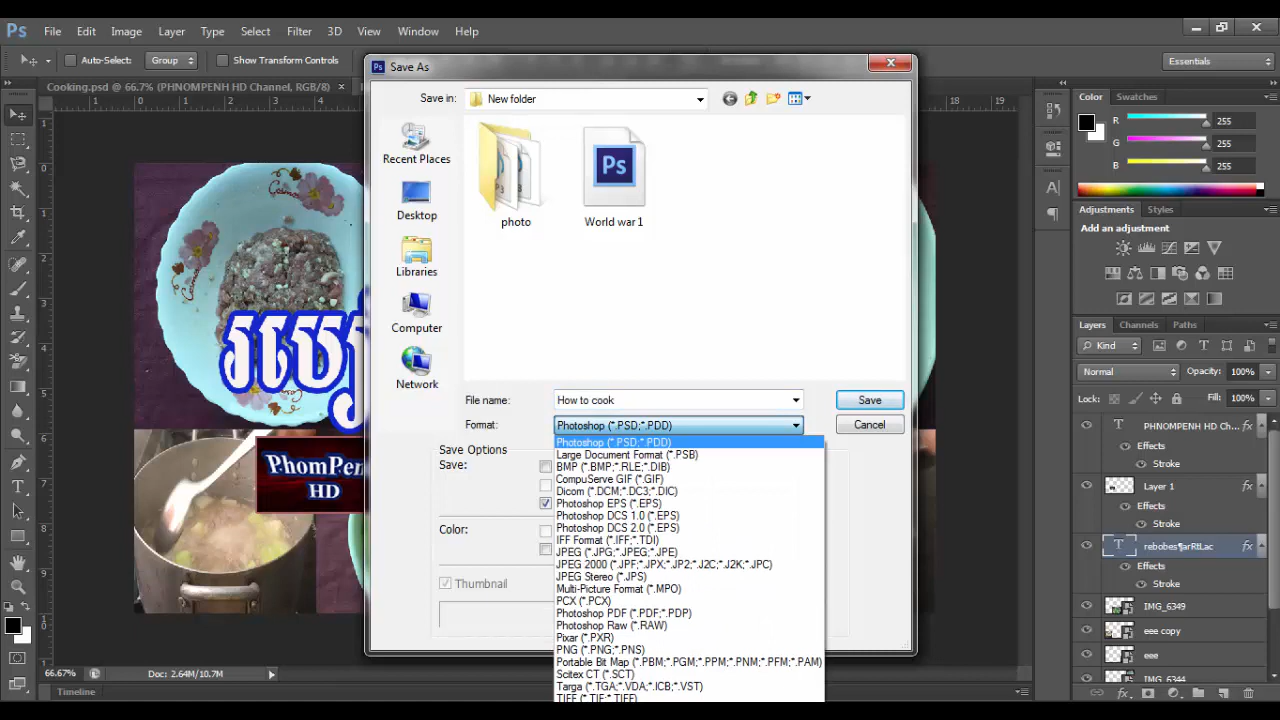 Ps File Edit Image Layer Type Select Filter 3D View Window Help
Auto-Select: Group Show Transform Controls Essentials
Cooking.psd @ 66.7% (PHNOMPENH HD Channel, RGB/8)
Save As
Save in: New folder
Recent Places
Desktop
Libraries
Computer
Network
photo
Ps
World war1
File name: How to cook Save
Format: Photoshop (*.PSD;*.PDD) Cancel
Save Options
Save:
Color:
Thumbnail
Photoshop (*.PSD;*.PDD)
Large Document Format (*.PSB)
BMP (*.BMP;*.RLE;*.DIB)
CompuServe GIF (*.GIF)
Dicom (*.DCM;*.DC3;*.DIC)
Photoshop EPS (*.EPS)
Photoshop DCS 1.0 (*.EPS)
Photoshop DCS 2.0 (*.EPS)
IFF Format (*.IFF;*.TDI)
JPEG (*.JPG;*.JPEG;*.JPE)
JPEG 2000 (*.JPF;*.JPX;*.JP2;*.J2C;*.J2K;*.JPC)
JPEG Stereo (*.JPS)
Multi-Picture Format (*.MPO)
PCX (*.PCX)
Photoshop PDF (*.PDF;*.PDP)
Photoshop Raw (*.RAW)
Pixar (*.PXR)
PNG (*.PNG;*.PNS)
Portable Bit Map (*.PBM;*.PGM;*.PPM;*.PNM;*.PFM;*.PAM)
Scitex CT (*.SCT)
Targa (*.TGA;*.VDA;*.ICB;*.VST)
TIFF (*.TIF;*.TIFF)
PhomPen
HD
Color Swatches
R 255
G 255
B 255
Adjustments Styles
Add an adjustment
Layers Channels Paths
Kind
Normal Opacity: 100%
Lock: Fill: 100%
PHNOMPENH HD Ch... fx
Effects
Stroke
Layer 1 fx
Effects
Stroke
rebobes¶arRtLac fx
Effects
Stroke
IMG_6349
eee copy
eee
IMG_6344
66.67% Doc: 2.64M/10.7M
Timeline